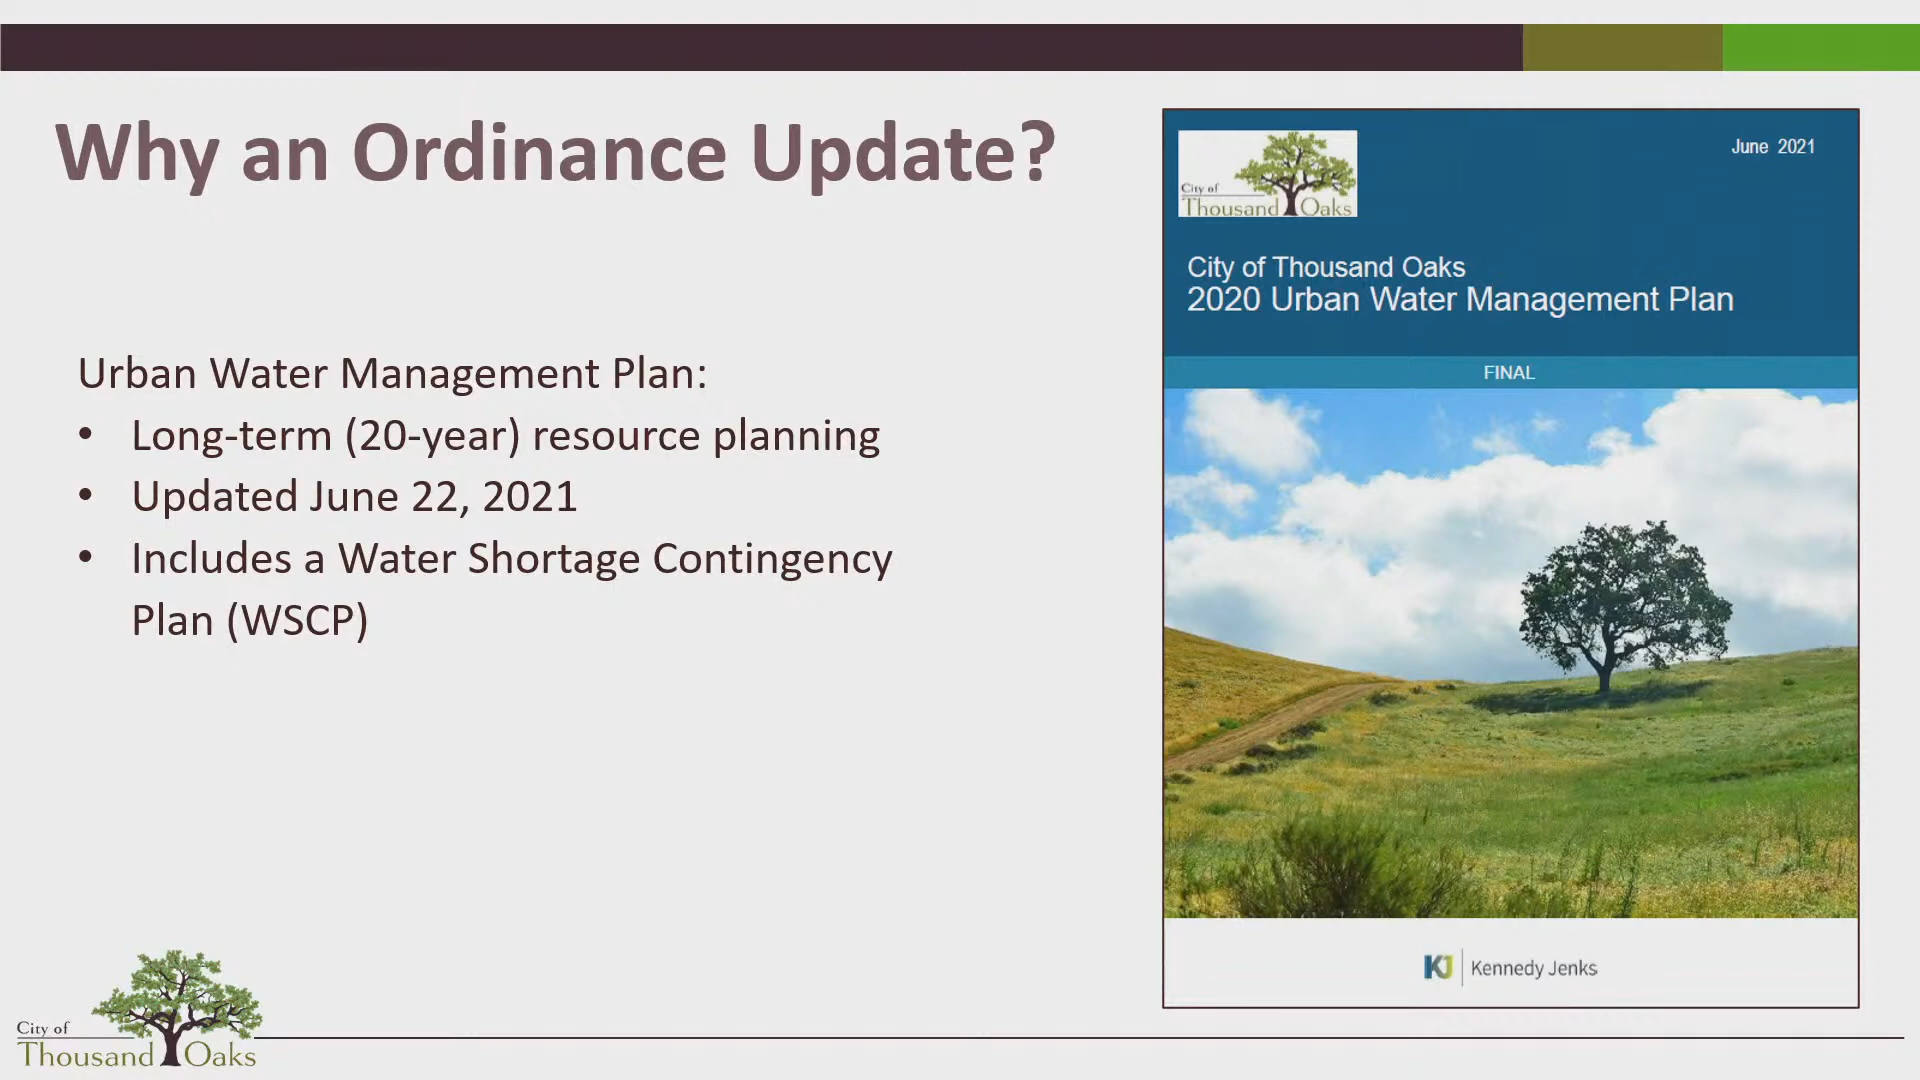 Why an Ordinance Update?
Urban Water Management Plan:
• Long-term (20-year) resource planning
• Updated June 22, 2021
• Includes a Water Shortage Contingency
Plan (WSCP)
June 2021
City of
Thousand Oaks
City of Thousand Oaks
2020 Urban Water Management Plan
FINAL
KJ Kennedy Jenks
City of
Thousand Oaks